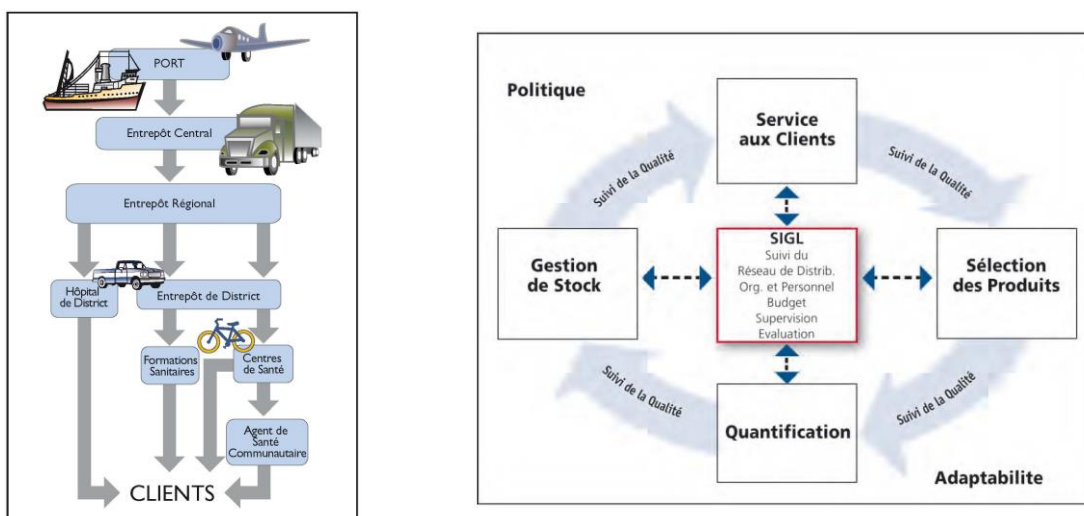 PORT
Entrepôt Central
Entrepôt Régional
Hôpital
de District
Entrepôt de District
Formations
Sanitaires
Centres
de Santé
Agent de
Santé
Communautaire
CLIENTS
Politique
Service
aux Clients
Suivi de la Qualité
Suivi de la Qualité
Gestion
de Stock
SIGL
Suivi du
Réseau de Distrib.
Org. et Personnel
Budget
Supervision
Evaluation
Sélection
des Produits
Suivi de la Qualité
Suivi de la Qualité
Quantification
Adaptabilite